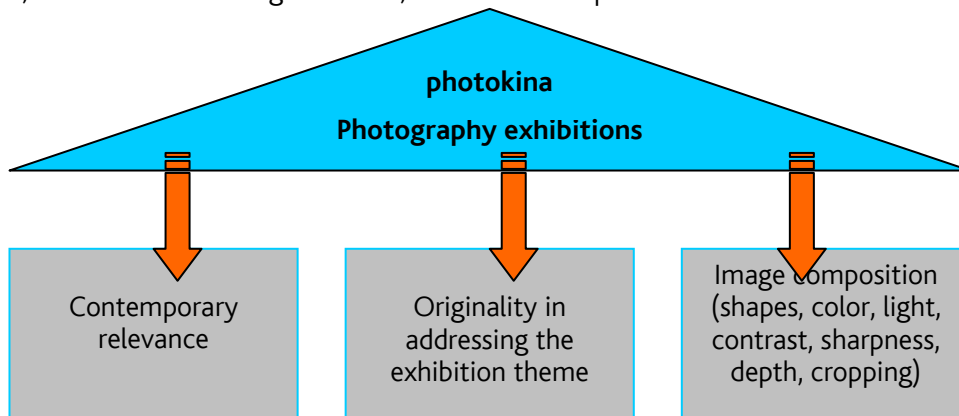 photokina
Photography exhibitions
Contemporary
relevance
Originality in
addressing the
exhibition theme
Image composition
(shapes, color, light,
contrast, sharpness,
depth, cropping)